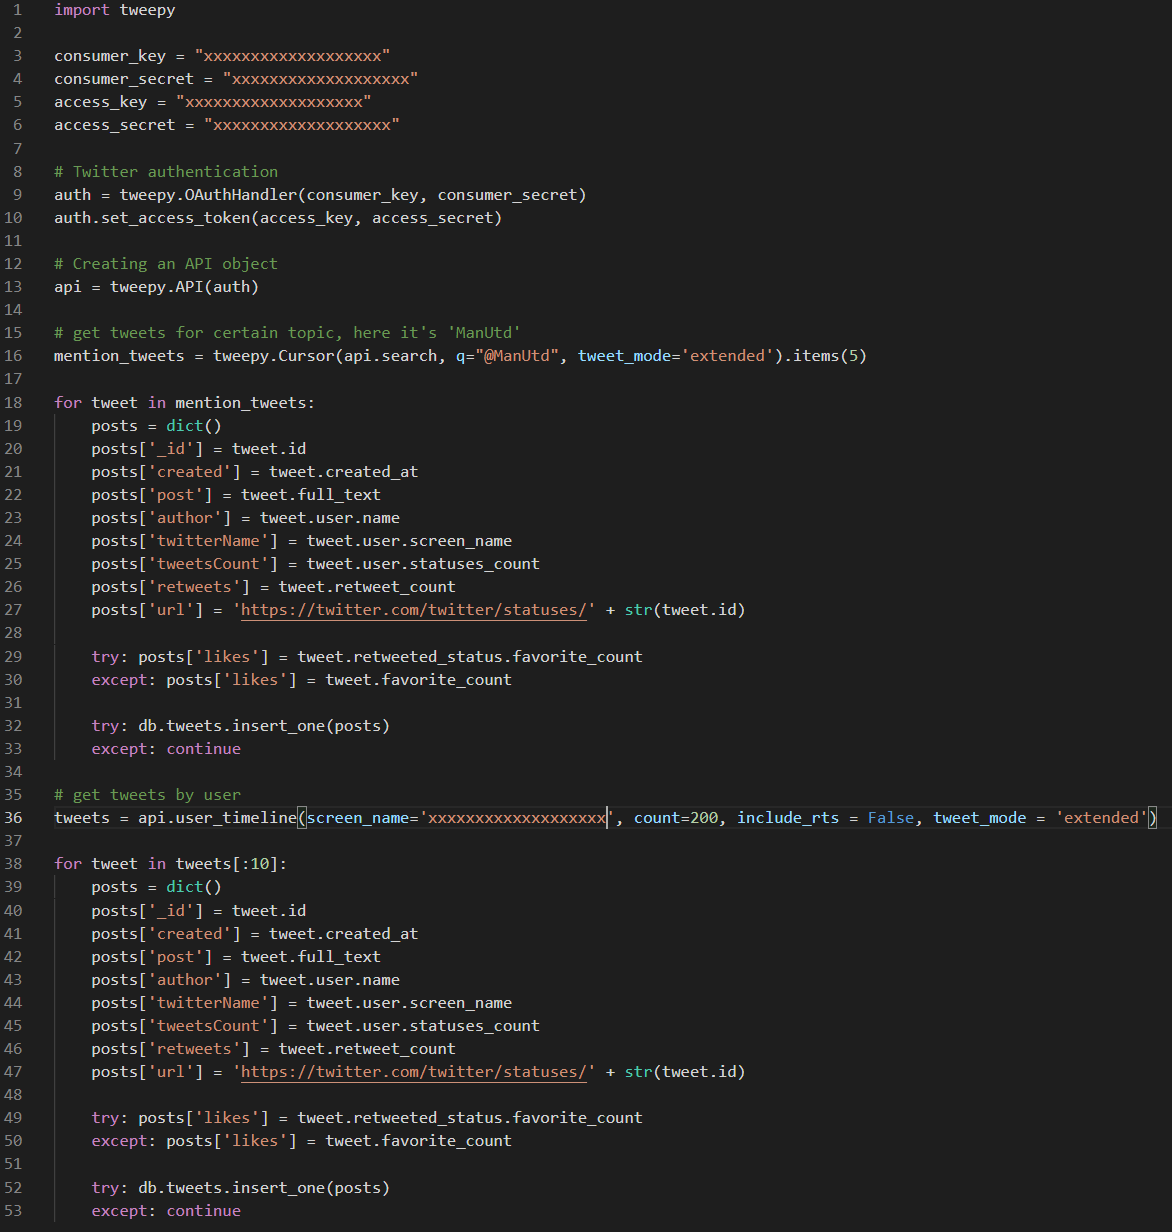 1 import tweepy
2
3 consumer_key = "xxxxxxxxxxxxxxxxxxx"
4 consumer_secret = "xxxxxxxxxxxxxxxxxxx"
5 access_key = "xxxxxxxxxxxxxxxxxxx"
6 access_secret = "xxxxxxxxxxxxxxxxxxx"
7
8 # Twitter authentication
9 auth = tweepy.OAuthHandler(consumer_key, consumer_secret)
10 auth.set_access_token(access_key, access_secret)
11
12 # Creating an API object
13 api = tweepy.API(auth)
14
15 # get tweets for certain topic, here it's 'ManUtd'
16 mention_tweets = tweepy.Cursor(api.search, q="@ManUtd", tweet_mode='extended').items(5)
17
18 for tweet in mention_tweets:
19     posts = dict()
20     posts['_id'] = tweet.id
21     posts['created'] = tweet.created_at
22     posts['post'] = tweet.full_text
23     posts['author'] = tweet.user.name
24     posts['twitterName'] = tweet.user.screen_name
25     posts['tweetsCount'] = tweet.user.statuses_count
26     posts['retweets'] = tweet.retweet_count
27     posts['url'] = 'https://twitter.com/twitter/statuses/' + str(tweet.id)
28
29     try: posts['likes'] = tweet.retweeted_status.favorite_count
30     except: posts['likes'] = tweet.favorite_count
31
32     try: db.tweets.insert_one(posts)
33     except: continue
34
35 # get tweets by user
36 tweets = api.user_timeline(screen_name='xxxxxxxxxxxxxxxxxxx', count=200, include_rts = False, tweet_mode = 'extended')
37
38 for tweet in tweets[:10]:
39     posts = dict()
40     posts['_id'] = tweet.id
41     posts['created'] = tweet.created_at
42     posts['post'] = tweet.full_text
43     posts['author'] = tweet.user.name
44     posts['twitterName'] = tweet.user.screen_name
45     posts['tweetsCount'] = tweet.user.statuses_count
46     posts['retweets'] = tweet.retweet_count
47     posts['url'] = 'https://twitter.com/twitter/statuses/' + str(tweet.id)
48
49     try: posts['likes'] = tweet.retweeted_status.favorite_count
50     except: posts['likes'] = tweet.favorite_count
51
52     try: db.tweets.insert_one(posts)
53     except: continue